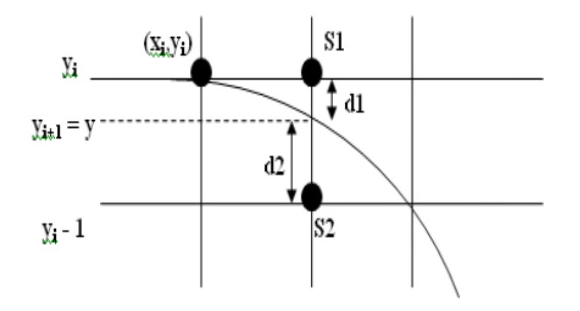 (xi,yi) S1
yi
d1
yi+1 = y
d2
yi - 1
S2